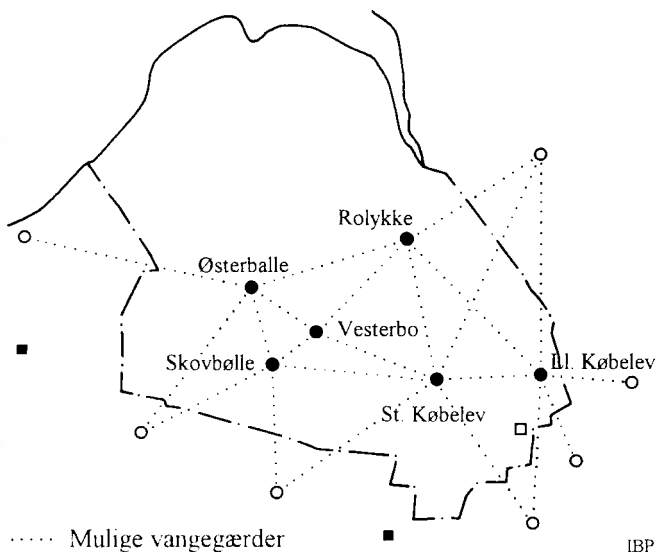 Rolykke
Østerballe
Vesterbo
Skovbølle
Ll. Købelev
St. Købelev
Mulige vangegærder
IBP